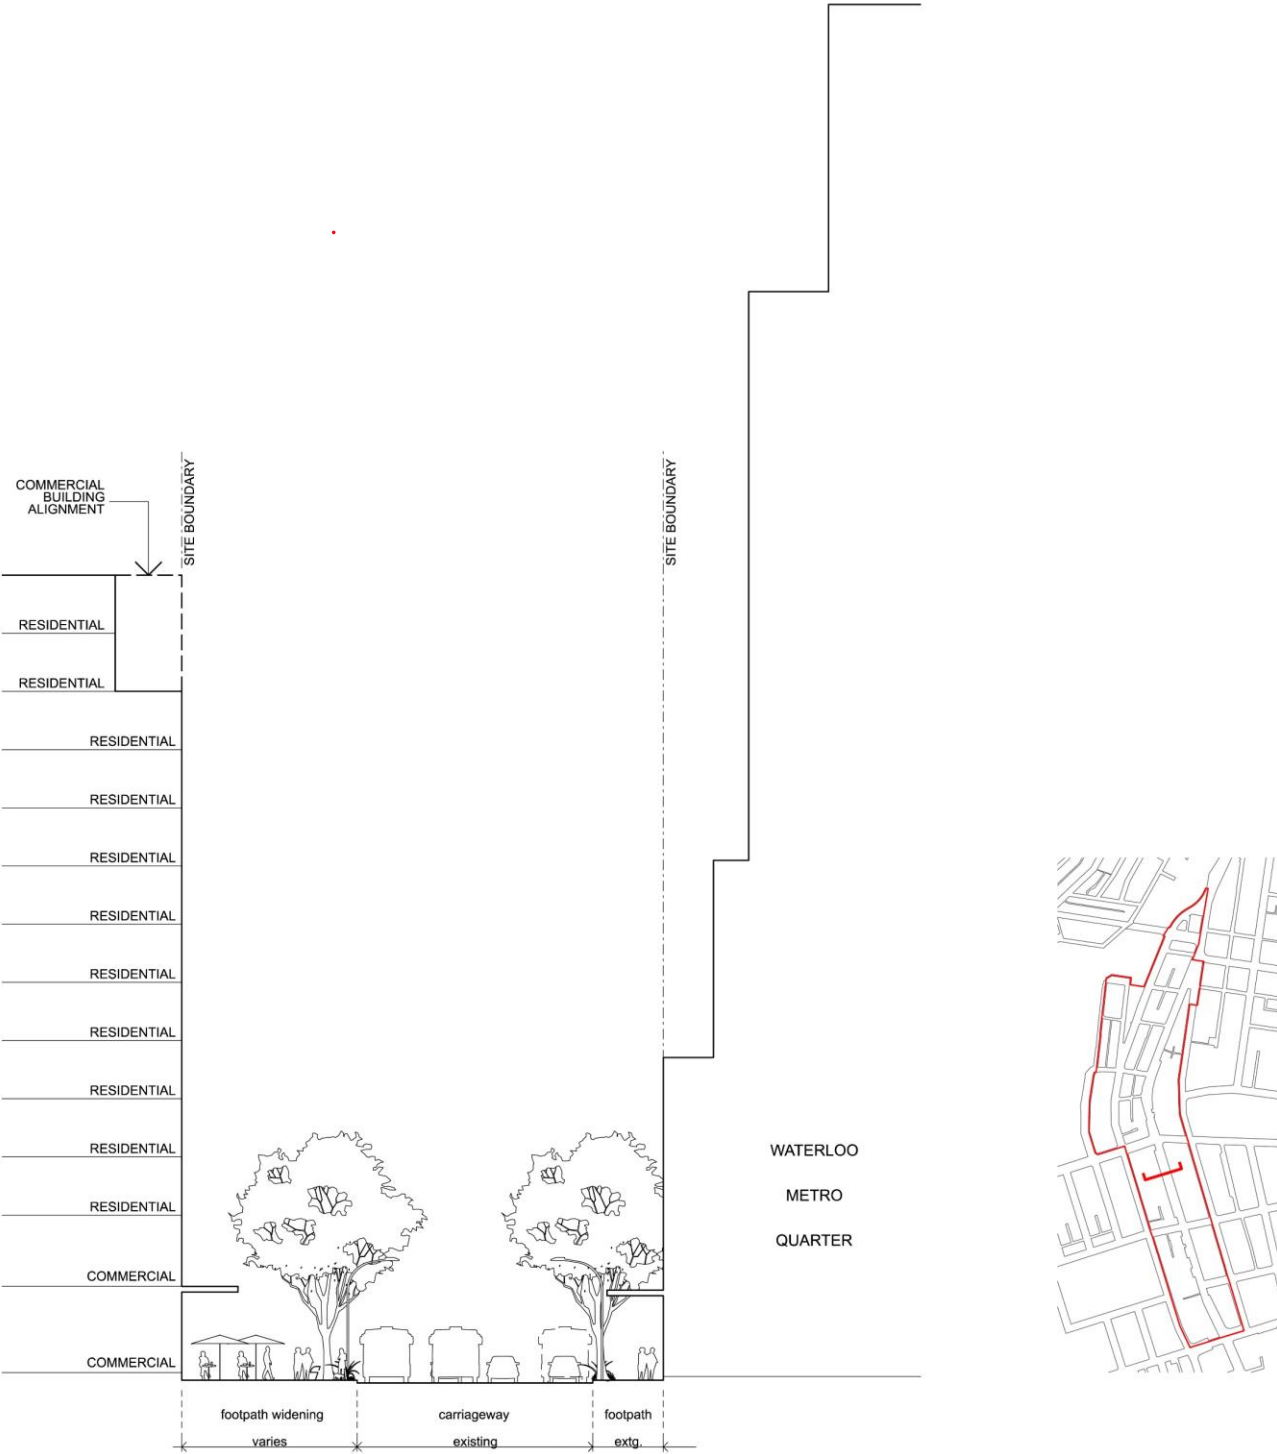 COMMERCIAL
BUILDING
ALIGNMENT
SITE BOUNDARY
SITE BOUNDARY
RESIDENTIAL
RESIDENTIAL
RESIDENTIAL
RESIDENTIAL
RESIDENTIAL
RESIDENTIAL
RESIDENTIAL
RESIDENTIAL
RESIDENTIAL
RESIDENTIAL
RESIDENTIAL
COMMERCIAL
COMMERCIAL
WATERLOO
METRO
QUARTER
footpath widening
varies
carriageway
existing
footpath
extg.